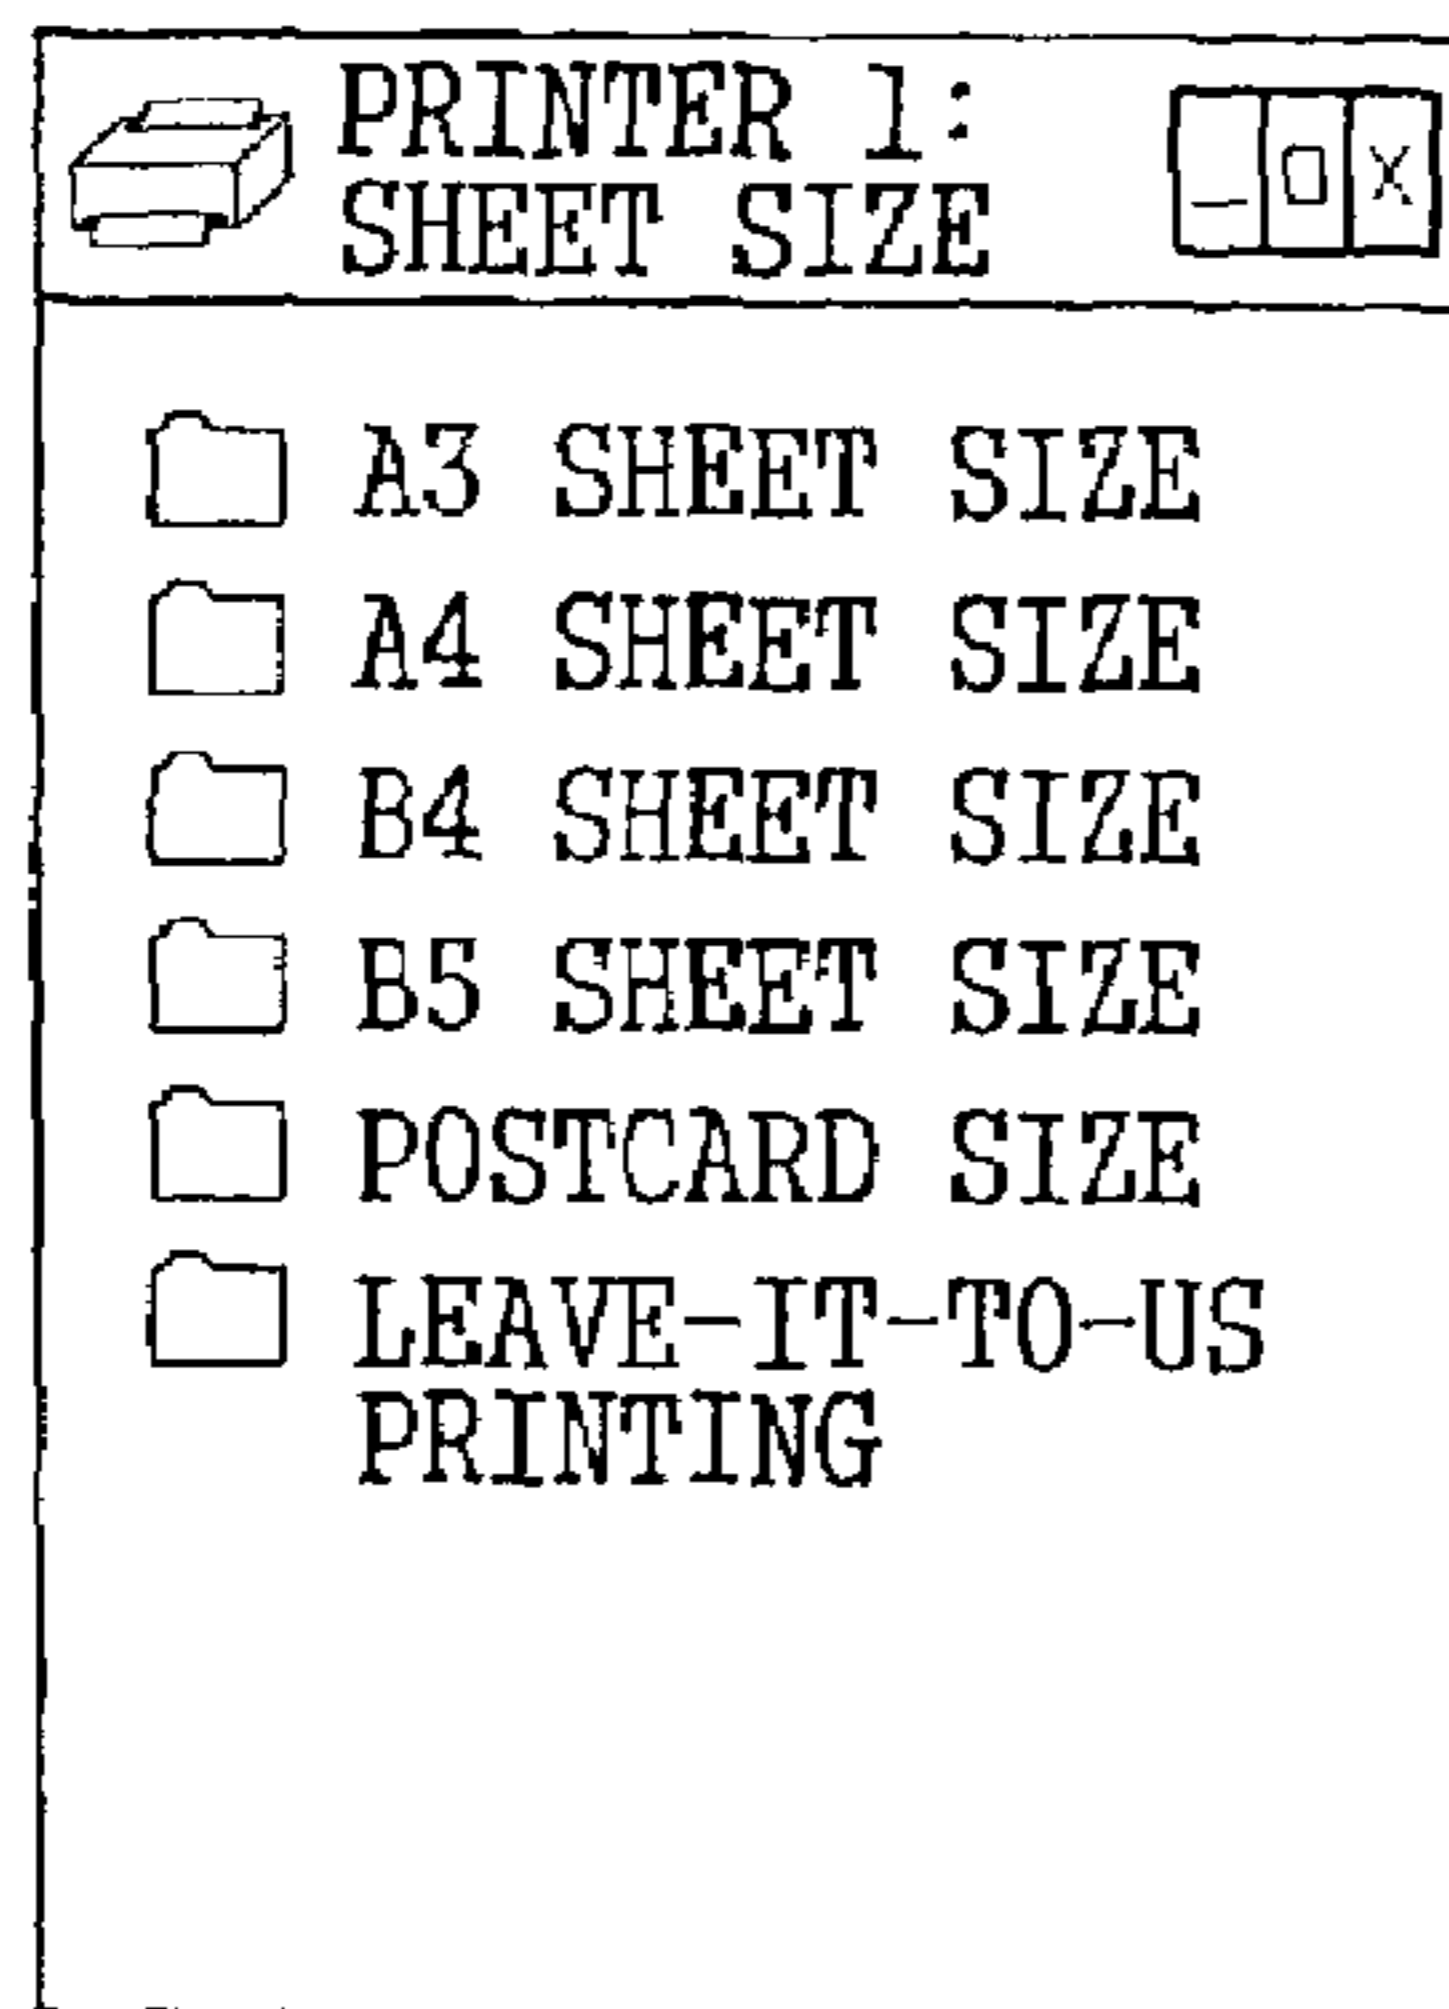 PRINTER 1:
SHEET SIZE
A3 SHEET SIZE
A4 SHEET SIZE
B4 SHEET SIZE
B5 SHEET SIZE
POSTCARD SIZE
LEAVE-IT-TO-US
PRINTING